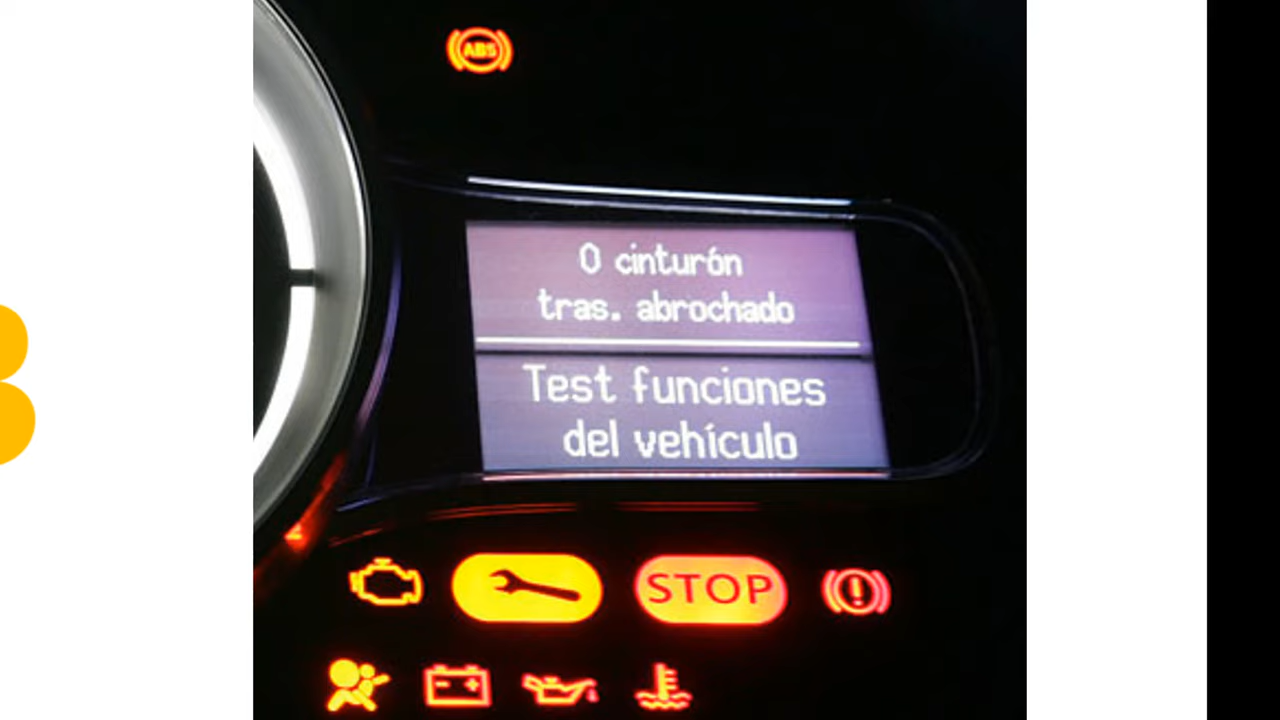 ABS
0 cinturón
tras. abrochado
Test funciones
del vehículo
STOP